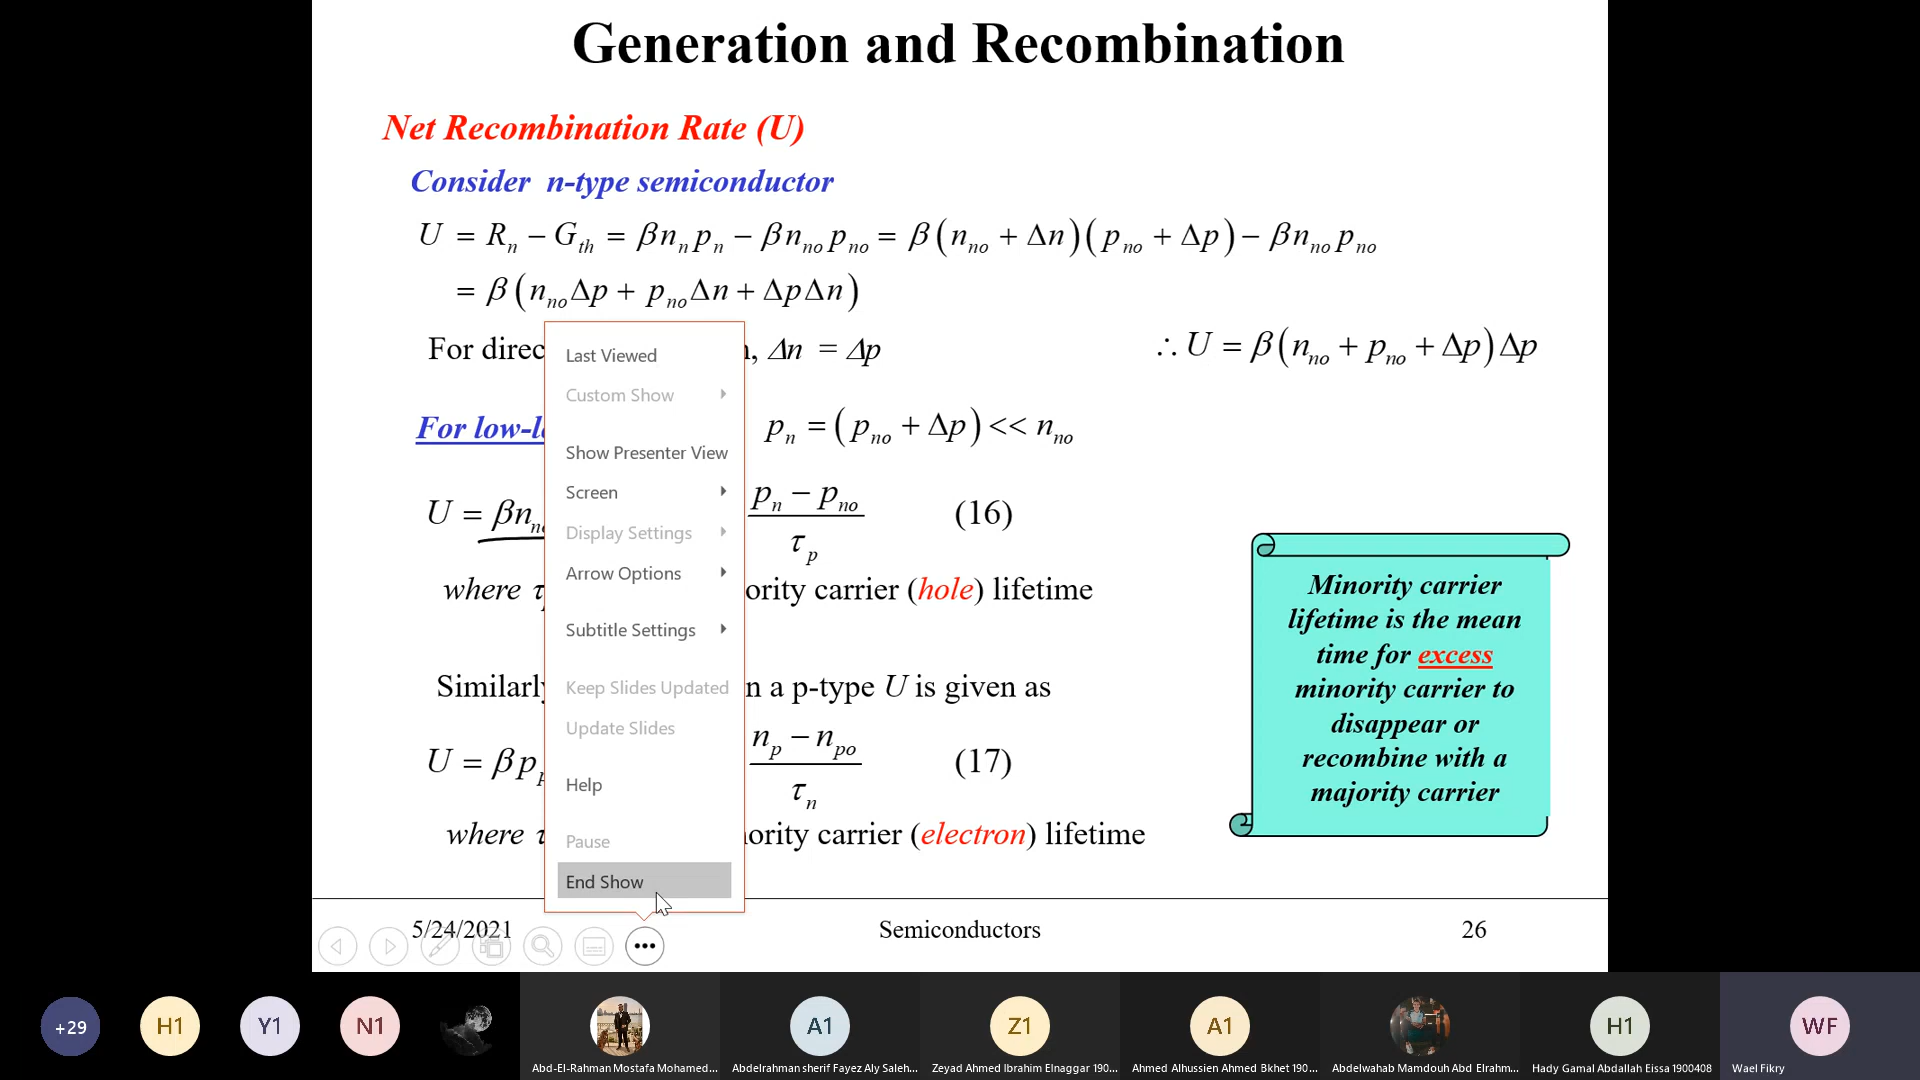 Generation and Recombination
Net Recombination Rate (U)
Consider n-type semiconductor
U = Rₙ − Gₜₕ = βnₙpₙ − βnₙₒpₙₒ = β(nₙₒ + Δn)(pₙₒ + Δp) − βnₙₒpₙₒ
= β(nₙₒΔp + pₙₒΔn + ΔpΔn)
For direc
, Δn = Δp
∴ U = β(nₙₒ + pₙₒ + Δp)Δp
For low-l
pₙ = (pₙₒ + Δp) << nₙₒ
U = βnₙₒ
pₙ − pₙₒ
τₚ
(16)
where τₚ
ority carrier (hole) lifetime
Similarly
n a p-type U is given as
U = βpₚ
nₚ − nₚₒ
τₙ
(17)
where τ
ority carrier (electron) lifetime
Last Viewed
Custom Show
Show Presenter View
Screen
Display Settings
Arrow Options
Subtitle Settings
Keep Slides Updated
Update Slides
Help
Pause
End Show
Minority carrier
lifetime is the mean
time for excess
minority carrier to
disappear or
recombine with a
majority carrier
5/24/2021
Semiconductors
26
+29
H1
Y1
N1
A1
Z1
A1
H1
WF
Abd-El-Rahman Mostafa Mohamed...
Abdelrahman sherif Fayez Aly Saleh...
Zeyad Ahmed Ibrahim Elnaggar 190...
Ahmed Alhussien Ahmed Bkhet 190...
Abdelwahab Mamdouh Abd Elrahm...
Hady Gamal Abdallah Eissa 1900408
Wael Fikry